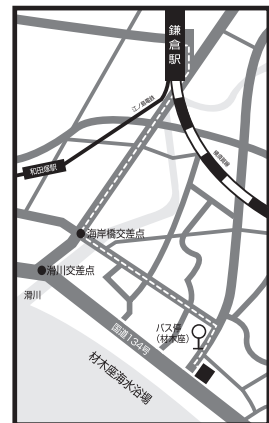 鎌倉駅
江ノ島電鉄
横須賀線
和田塚駅
海岸橋交差点
滑川交差点
滑川
バス停
(材木座)
国道134号
材木座海水浴場